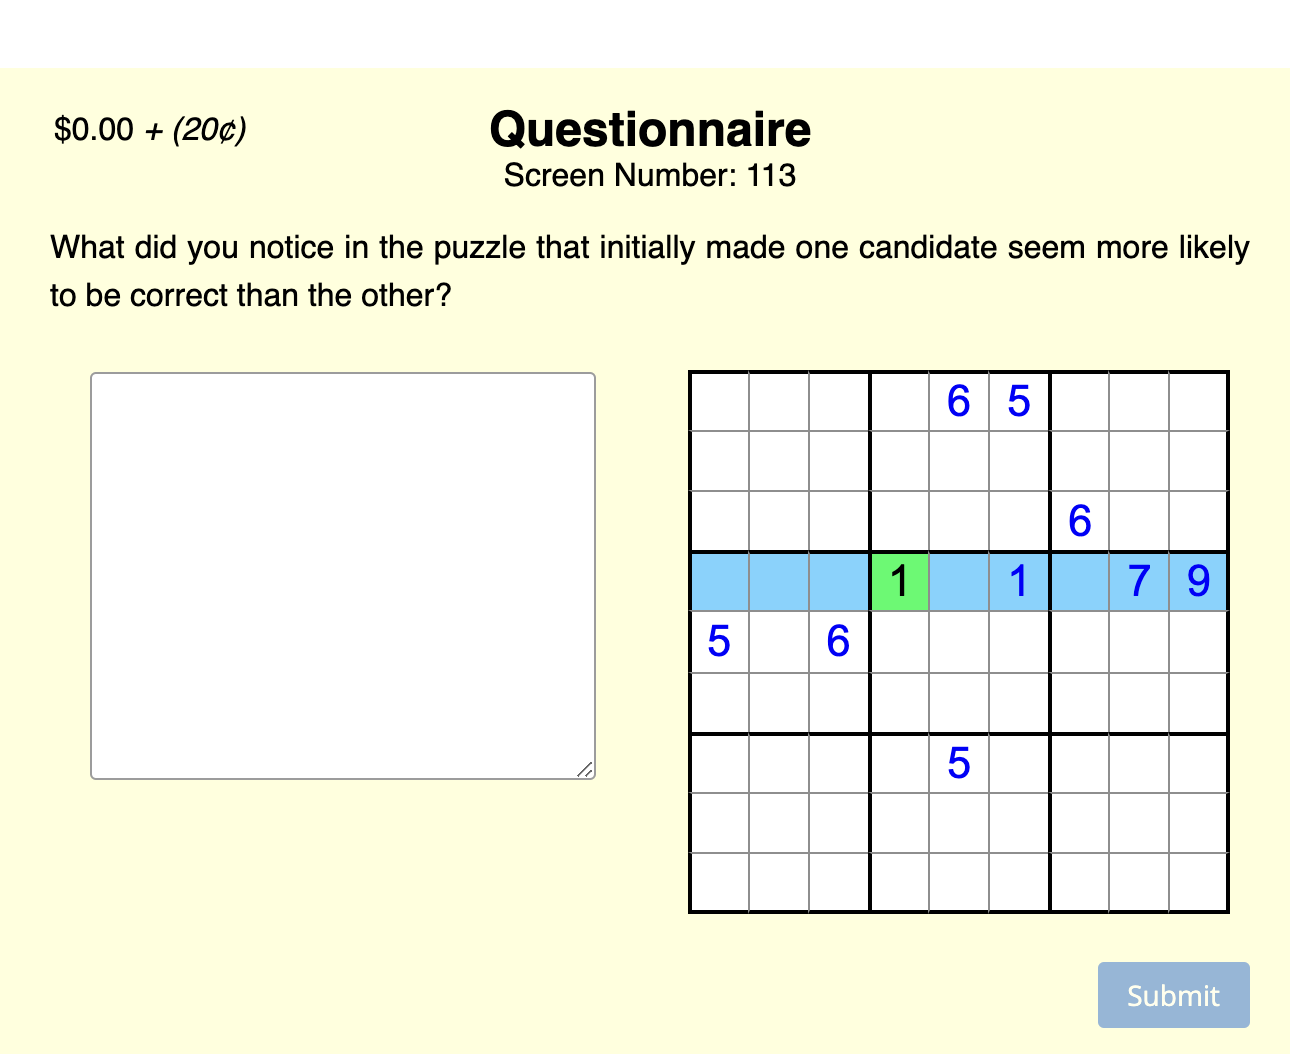 $0.00 + (20¢)
Questionnaire
Screen Number: 113
What did you notice in the puzzle that initially made one candidate seem more likely
to be correct than the other?
6 5
6
1 1 7 9
5 6
5
Submit